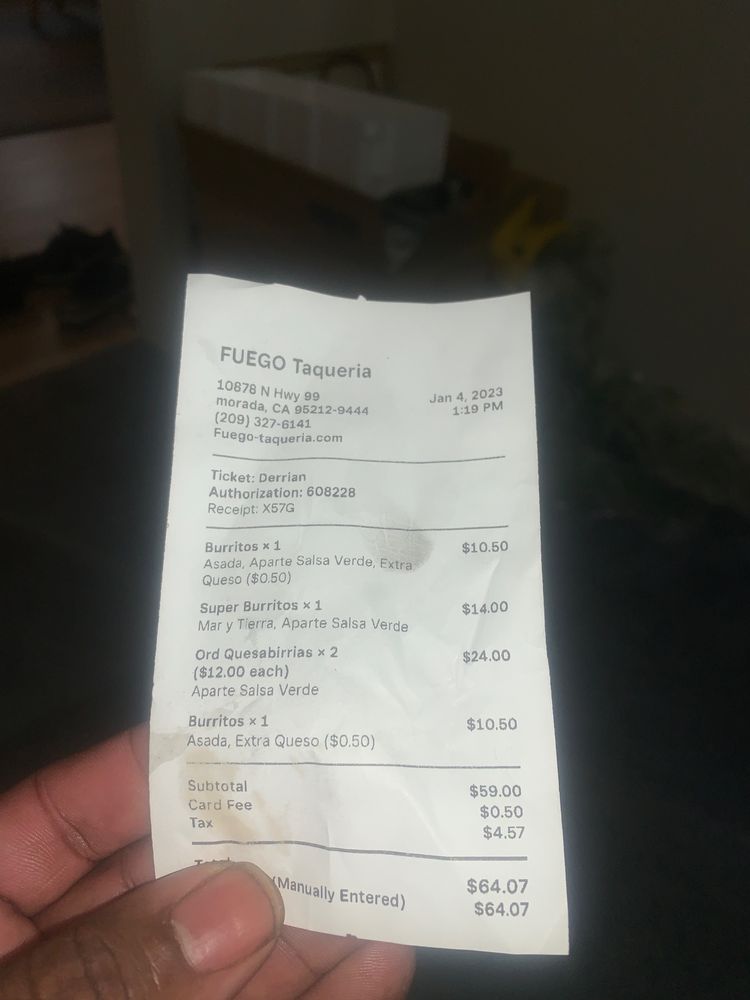 FUEGO Taqueria
10878 N Hwy 99
morada, CA 95212-9444
(209) 327-6141
Fuego-taqueria.com
Jan 4, 2023
1:19 PM
Ticket: Derrian
Authorization: 608228
Receipt: X57G
Burritos × 1 $10.50
Asada, Aparte Salsa Verde, Extra
Queso ($0.50)
Super Burritos × 1 $14.00
Mar y Tierra, Aparte Salsa Verde
Ord Quesabirrias × 2 $24.00
($12.00 each)
Aparte Salsa Verde
Burritos × 1 $10.50
Asada, Extra Queso ($0.50)
Subtotal $59.00
Card Fee $0.50
Tax $4.57
$64.07
(Manually Entered) $64.07